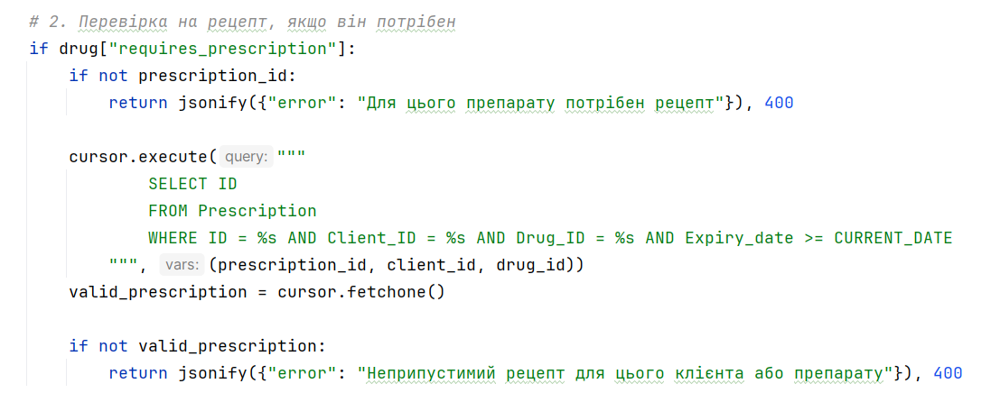 # 2. Перевірка на рецепт, якщо він потрібен
if drug["requires_prescription"]:
    if not prescription_id:
        return jsonify({"error": "Для цього препарату потрібен рецепт"}), 400
    cursor.execute( query: """
            SELECT ID
            FROM Prescription
            WHERE ID = %s AND Client_ID = %s AND Drug_ID = %s AND Expiry_date >= CURRENT_DATE
        """, vars: (prescription_id, client_id, drug_id))
    valid_prescription = cursor.fetchone()
    if not valid_prescription:
        return jsonify({"error": "Неприпустимий рецепт для цього клієнта або препарату"}), 400